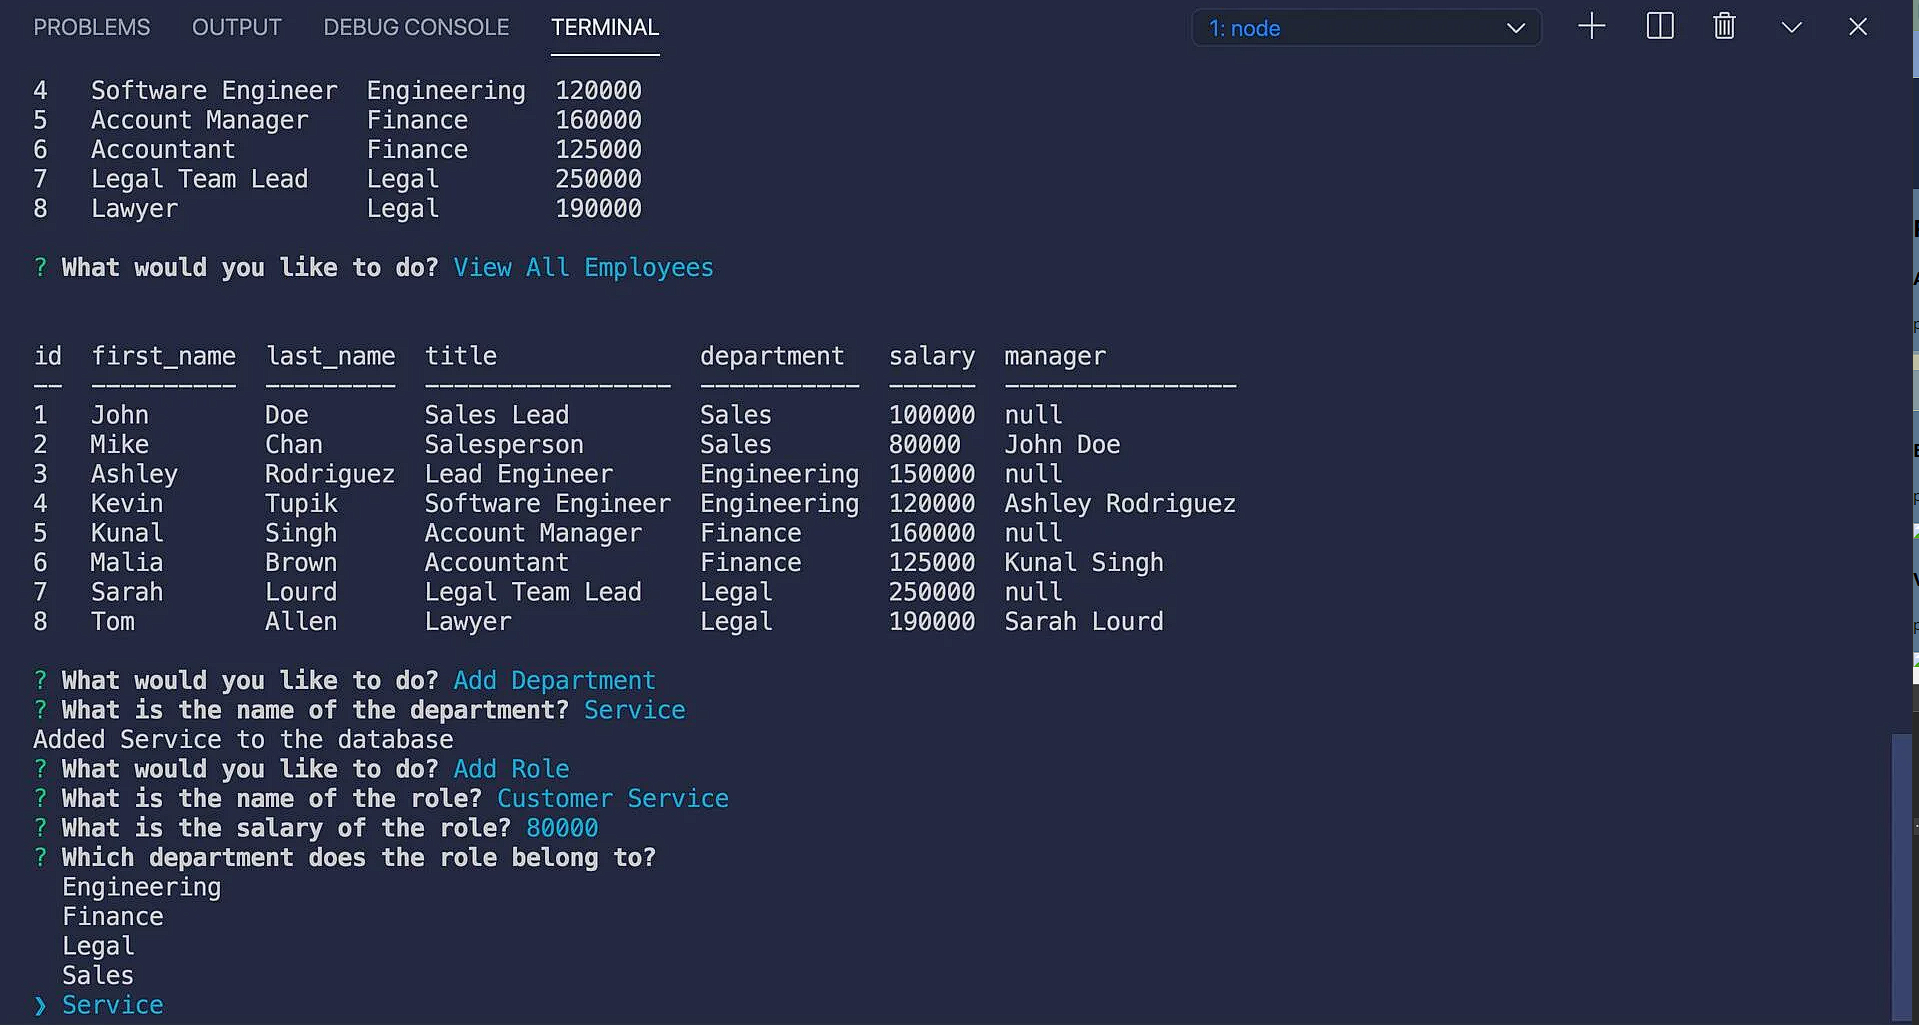 PROBLEMS OUTPUT DEBUG CONSOLE TERMINAL 1: node
4 Software Engineer Engineering 120000
5 Account Manager Finance 160000
6 Accountant Finance 125000
7 Legal Team Lead Legal 250000
8 Lawyer Legal 190000
? What would you like to do? View All Employees
id first_name last_name title department salary manager
-- ---------- --------- ----------------- ----------- ------ ----------------
1 John Doe Sales Lead Sales 100000 null
2 Mike Chan Salesperson Sales 80000 John Doe
3 Ashley Rodriguez Lead Engineer Engineering 150000 null
4 Kevin Tupik Software Engineer Engineering 120000 Ashley Rodriguez
5 Kunal Singh Account Manager Finance 160000 null
6 Malia Brown Accountant Finance 125000 Kunal Singh
7 Sarah Lourd Legal Team Lead Legal 250000 null
8 Tom Allen Lawyer Legal 190000 Sarah Lourd
? What would you like to do? Add Department
? What is the name of the department? Service
Added Service to the database
? What would you like to do? Add Role
? What is the name of the role? Customer Service
? What is the salary of the role? 80000
? Which department does the role belong to?
Engineering
Finance
Legal
Sales
❯ Service